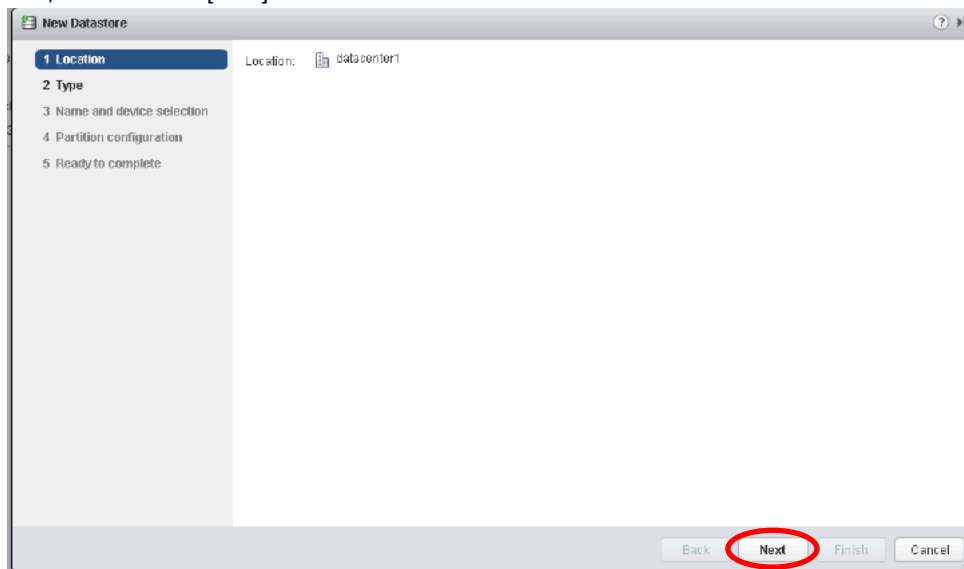 New Datastore
1 Location
Location: datacenter1
2 Type
3 Name and device selection
4 Partition configuration
5 Ready to complete
Back Next Finish Cancel